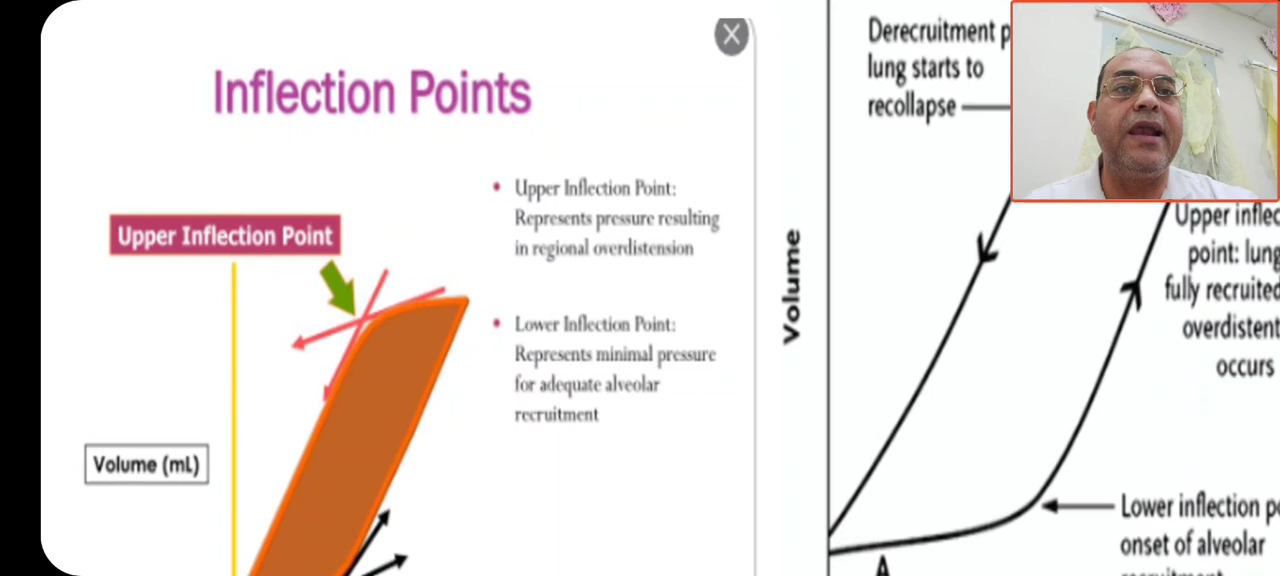 Inflection Points
Upper Inflection Point:
Represents pressure resulting
in regional overdistension
Lower Inflection Point:
Represents minimal pressure
for adequate alveolar
recruitment
Upper Inflection Point
Volume (mL)
Derecruitment
lung starts to
recollapse
Volume
Upper
point: lung
fully recruited
overdistent
occurs
Lower inflection
onset of alveolar
A